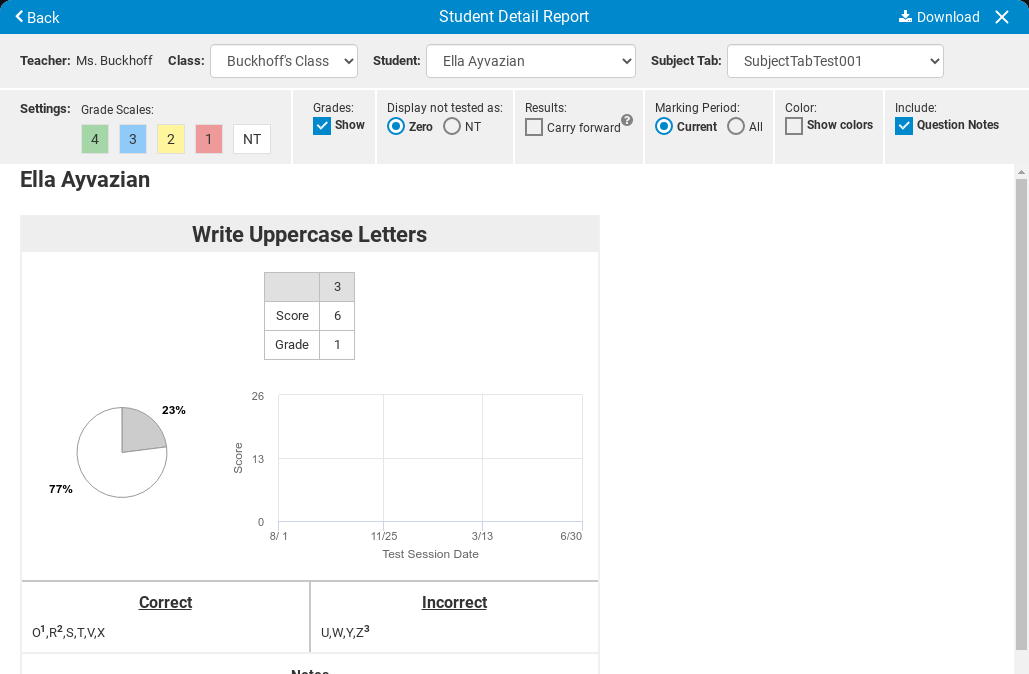 Back
Student Detail Report
Download
Teacher: Ms. Buckhoff Class: Buckhoff's Class Student: Ella Ayvazian Subject Tab: SubjectTabTest001
Settings: Grade Scales:
4 3 2 1 NT
Grades:
Show
Display not tested as:
Zero NT
Results:
Carry forward ?
Marking Period:
Current All
Color:
Show colors
Include:
Question Notes
Ella Ayvazian
Write Uppercase Letters
3
Score 6
Grade 1
23%
77%
26
13
0
Score
8/ 1 11/25 3/13 6/30
Test Session Date
Correct
O¹,R²,S,T,V,X
Incorrect
U,W,Y,Z³
Notes